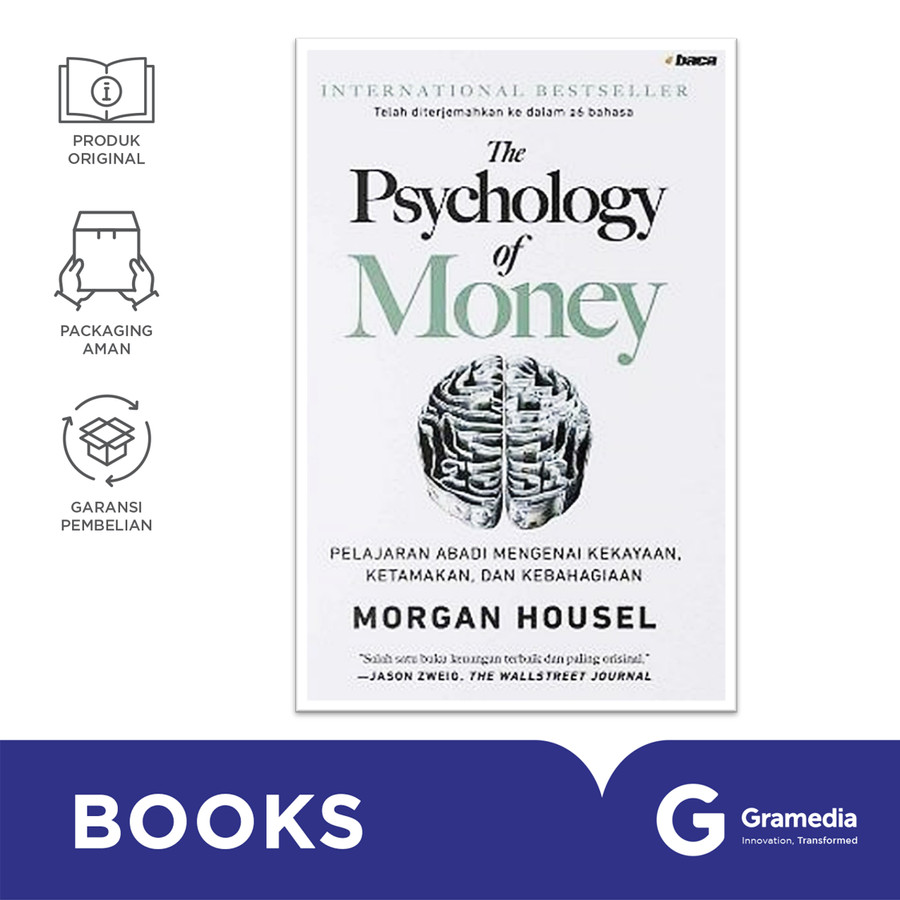 PRODUK
ORIGINAL
PACKAGING
AMAN
GARANSI
PEMBELIAN
baca
INTERNATIONAL BESTSELLER
Telah diterjemahkan ke dalam 26 bahasa
The
Psychology
of
Money
PELAJARAN ABADI MENGENAI KEKAYAAN,
KETAMAKAN, DAN KEBAHAGIAAN
MORGAN HOUSEL
"Salah satu buku keuangan terbaik dan paling orisinal,"
—JASON ZWEIG, THE WALLSTREET JOURNAL
BOOKS
G Gramedia
Innovation, Transformed